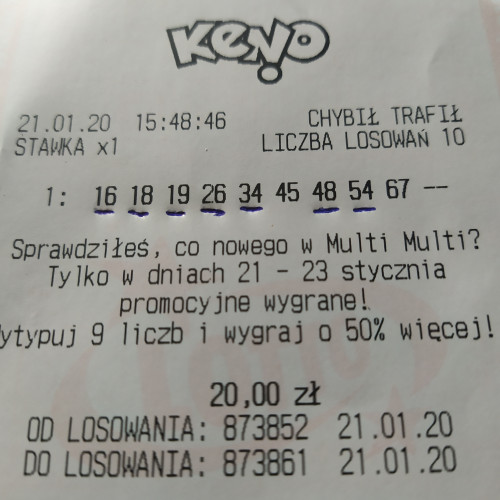 KENO
21.01.20 15:48:46 CHYBIŁ TRAFIŁ
STAWKA x1 LICZBA LOSOWAŃ 10
1: 16 18 19 26 34 45 48 54 67 --
Sprawdziłeś, co nowego w Multi Multi?
Tylko w dniach 21 - 23 stycznia
promocyjne wygrane!
ytypuj 9 liczb i wygraj o 50% więcej!
20,00 zł
OD LOSOWANIA: 873852 21.01.20
DO LOSOWANIA: 873861 21.01.20